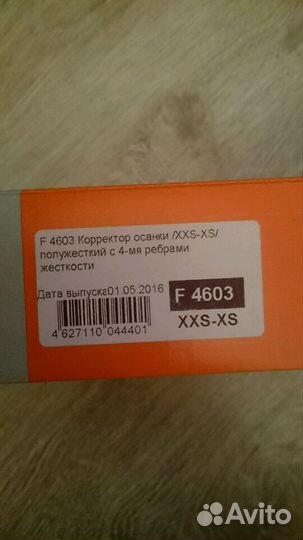 F 4603 Корректор осанки /XXS-XS/
полужесткий с 4-мя ребрами
жесткости
Дата выпуска01.05.2016
F 4603
4 627110 044401
XXS-XS
Avito